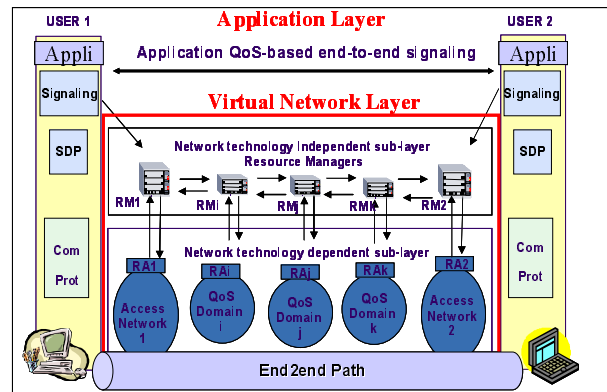 Application Layer
USER 1
USER 2
Appli
Application QoS-based end-to-end signaling
Appli
Signaling
Signaling
Virtual Network Layer
SDP
Network technology Independent sub-layer
Resource Managers
SDP
RM1
RMi
RMj
RMk
RM2
Com
Prot
Network technology dependent sub-layer
Com
Prot
RA1
RAi
RAj
RAk
RA2
Access
Network
1
QoS
Domain
i
QoS
Domain
j
QoS
Domain
k
Access
Network
2
End2end Path